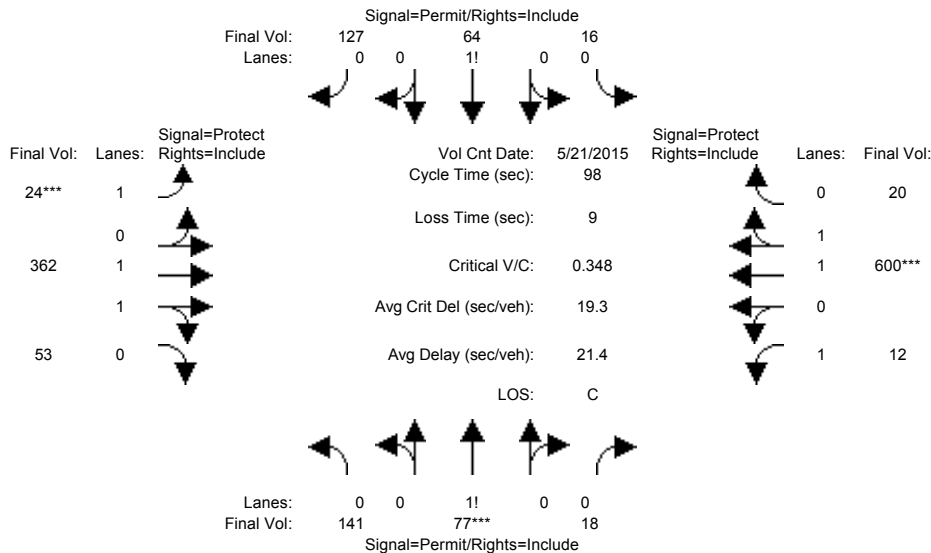 Signal=Permit/Rights=Include
Final Vol: 127 64 16
Lanes: 0 0 1! 0 0
Signal=Protect Signal=Protect
Final Vol: Lanes: Rights=Include Vol Cnt Date: 5/21/2015 Rights=Include Lanes: Final Vol:
Cycle Time (sec): 98
24*** 1 0 20
Loss Time (sec): 9
0 1
362 1 Critical V/C: 0.348 1 600***
1 Avg Crit Del (sec/veh): 19.3 0
53 0 Avg Delay (sec/veh): 21.4 1 12
LOS: C
Lanes: 0 0 1! 0 0
Final Vol: 141 77*** 18
Signal=Permit/Rights=Include